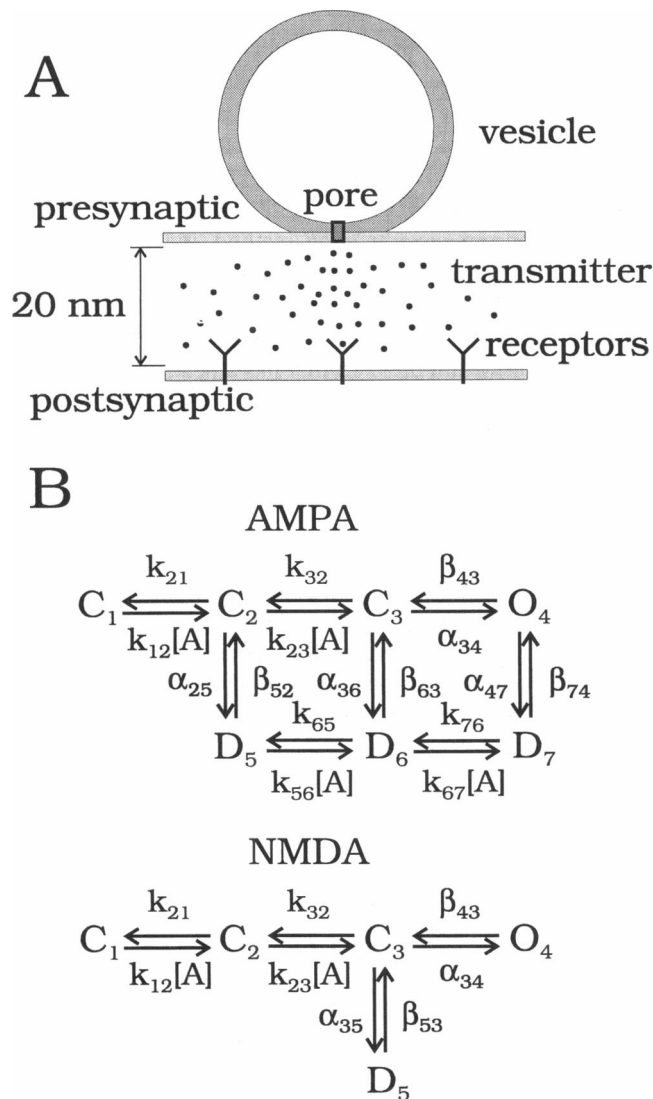 A
vesicle
pore
presynaptic
transmitter
20 nm
receptors
postsynaptic
B
AMPA
k₂₁ k₃₂ β₄₃
C₁ C₂ C₃ O₄
k₁₂[A] k₂₃[A] α₃₄
α₂₅ β₅₂ α₃₆ β₆₃ α₄₇ β₇₄
k₆₅ k₇₆
D₅ D₆ D₇
k₅₆[A] k₆₇[A]
NMDA
k₂₁ k₃₂ β₄₃
C₁ C₂ C₃ O₄
k₁₂[A] k₂₃[A] α₃₄
α₃₅ β₅₃
D₅